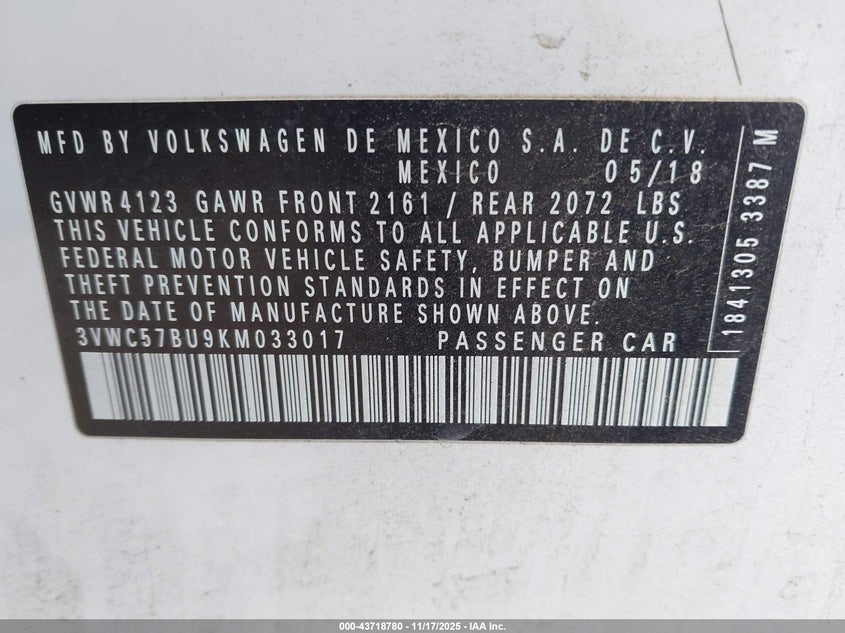 MFD BY VOLKSWAGEN DE MEXICO S.A. DE C.V.
MEXICO 05/18
GVWR 4123 GAWR FRONT 2161 / REAR 2072 LBS
THIS VEHICLE CONFORMS TO ALL APPLICABLE U.S.
FEDERAL MOTOR VEHICLE SAFETY, BUMPER AND
THEFT PREVENTION STANDARDS IN EFFECT ON
THE DATE OF MANUFACTURE SHOWN ABOVE.
3VWC57BU9KM033017 PASSENGER CAR
1841305 3387 M
000-43718780 - 11/17/2025 - IAA Inc.